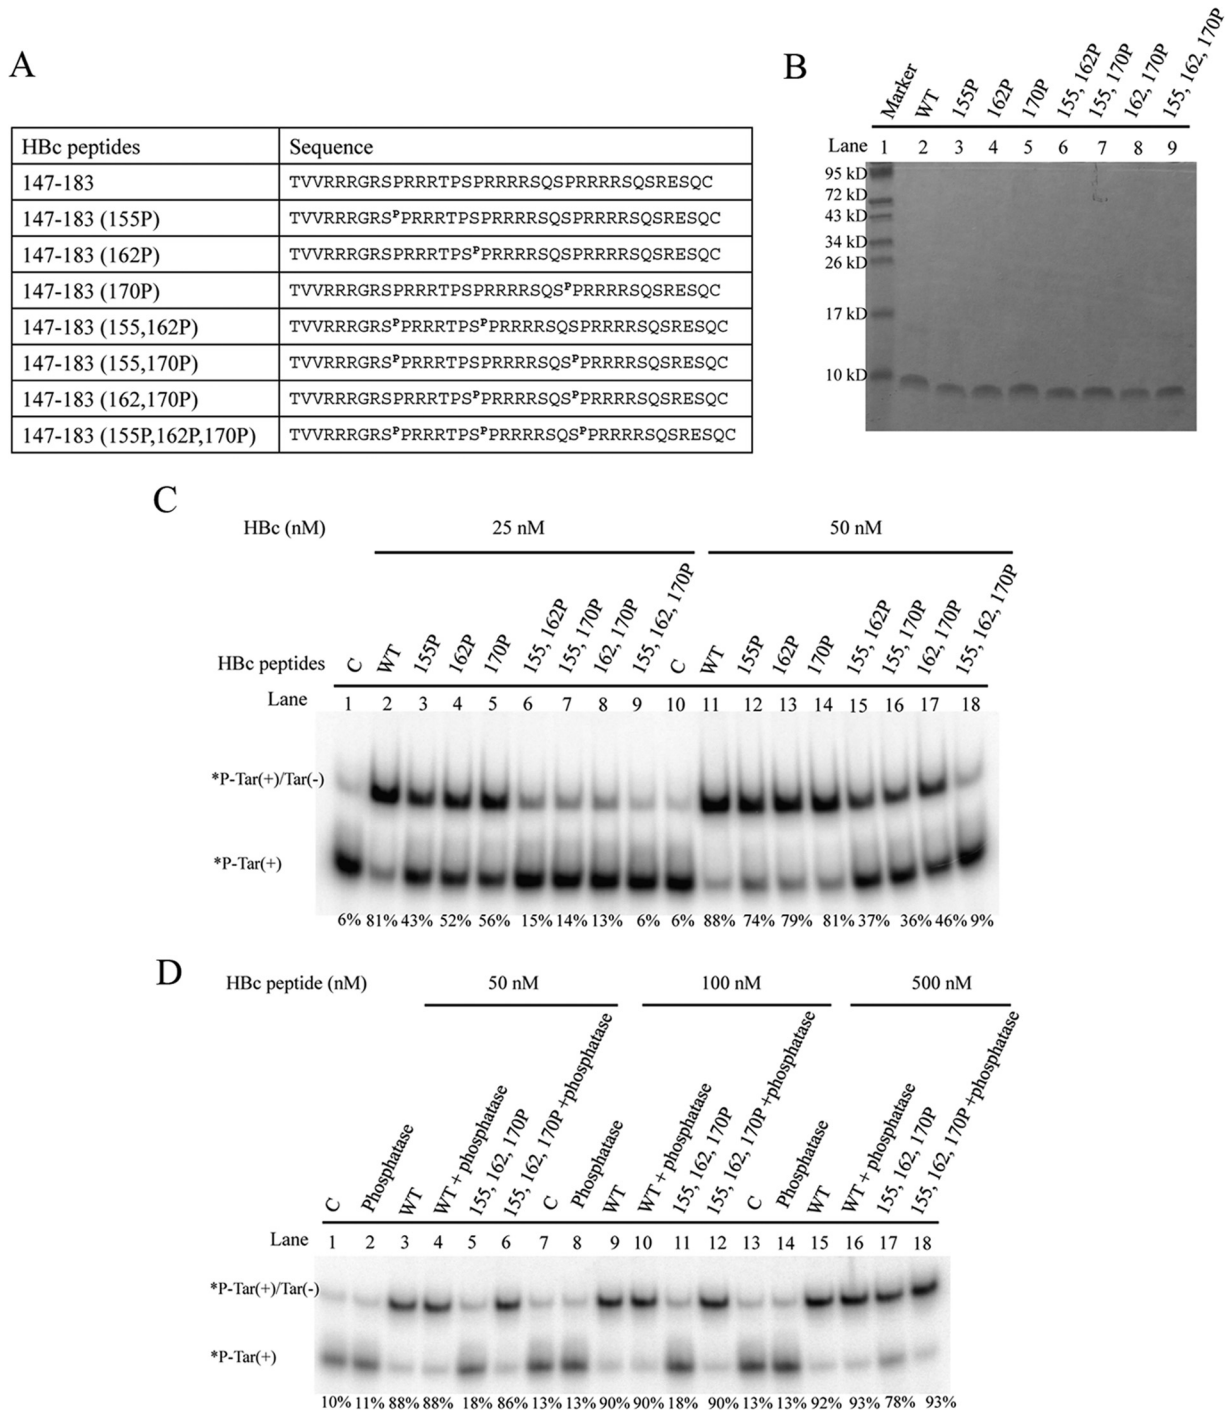 A
HBc peptides Sequence
147-183 TVVRRRGRSPRRRTPSPRRRRSQSPRRRRSQSRESQC
147-183 (155P) TVVRRRGRSPPRRRTPSPRRRRSQSPRRRRSQSRESQC
147-183 (162P) TVVRRRGRSPRRRTPSPPRRRRSQSPRRRRSQSRESQC
147-183 (170P) TVVRRRGRSPRRRTPSPRRRRSQSPPRRRRSQSRESQC
147-183 (155,162P) TVVRRRGRSPPRRRTPSPPRRRRSQSPRRRRSQSRESQC
147-183 (155,170P) TVVRRRGRSPPRRRTPSPRRRRSQSPPRRRRSQSRESQC
147-183 (162,170P) TVVRRRGRSPRRRTPSPPRRRRSQSPPRRRRSQSRESQC
147-183 (155P,162P,170P) TVVRRRGRSPPRRRTPSPPRRRRSQSPPRRRRSQSRESQC
B
Marker WT 155P 162P 170P 155, 162P 155, 170P 162, 170P 155, 162, 170P
Lane 1 2 3 4 5 6 7 8 9
95 kD
72 kD
43 kD
34 kD
26 kD
17 kD
10 kD
C
HBc (nM) 25 nM 50 nM
HBc peptides C WT 155P 162P 170P 155, 162P 155, 170P 162, 170P 155, 162, 170P C WT 155P 162P 170P 155, 162P 155, 170P 162, 170P 155, 162, 170P
Lane 1 2 3 4 5 6 7 8 9 10 11 12 13 14 15 16 17 18
*P-Tar(+)/Tar(-)
*P-Tar(+)
6% 81% 43% 52% 56% 15% 14% 13% 6% 6% 88% 74% 79% 81% 37% 36% 46% 9%
D
HBc peptide (nM) 50 nM 100 nM 500 nM
C Phosphatase WT WT + phosphatase 155, 162, 170P 155, 162, 170P +phosphatase C Phosphatase WT WT + phosphatase 155, 162, 170P 155, 162, 170P +phosphatase C Phosphatase WT WT + phosphatase 155, 162, 170P 155, 162, 170P +phosphatase
Lane 1 2 3 4 5 6 7 8 9 10 11 12 13 14 15 16 17 18
*P-Tar(+)/Tar(-)
*P-Tar(+)
10% 11% 88% 88% 18% 86% 13% 13% 90% 90% 18% 90% 13% 13% 92% 93% 78% 93%